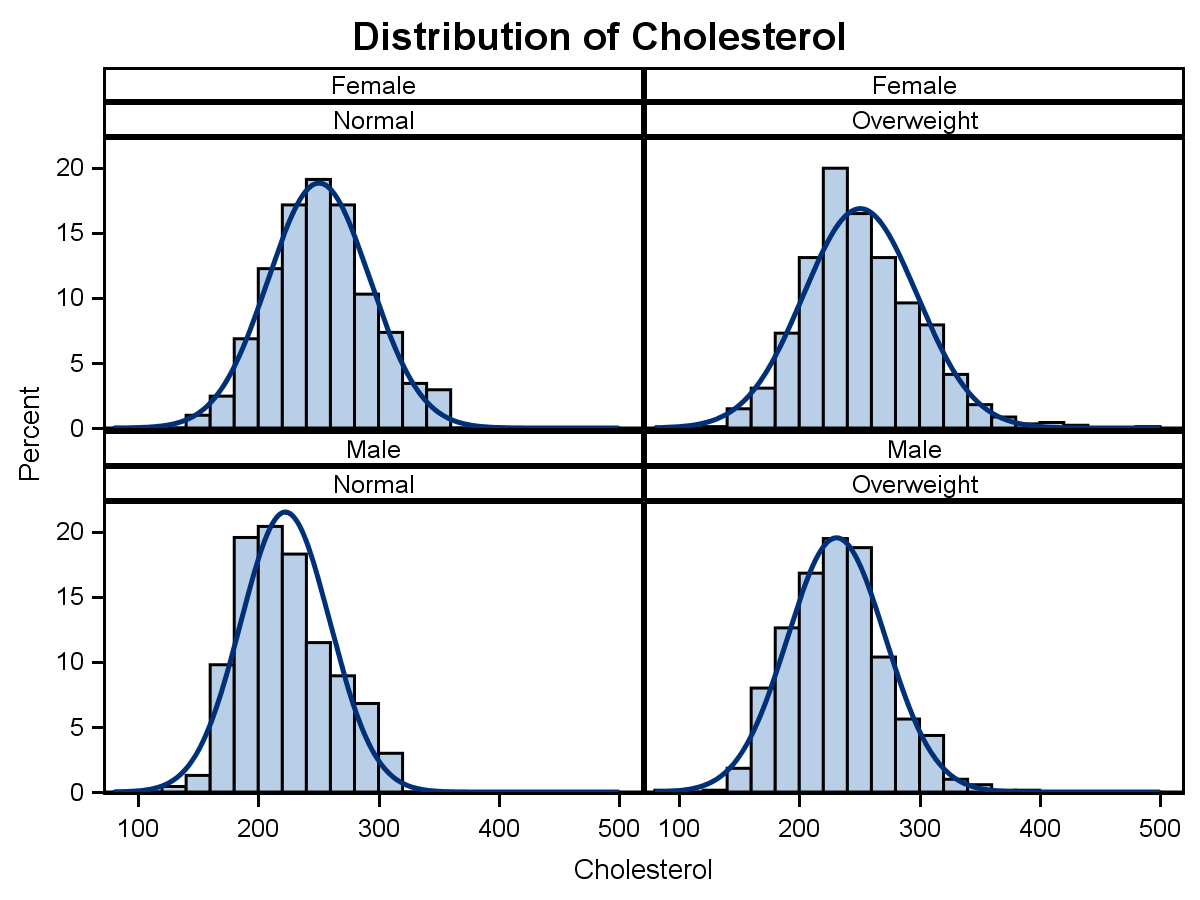 Distribution of Cholesterol
Female Female
Normal Overweight
20
15
10
5
0
Male Male
Normal Overweight
20
15
10
5
0
Percent
100 200 300 400 500 100 200 300 400 500
Cholesterol